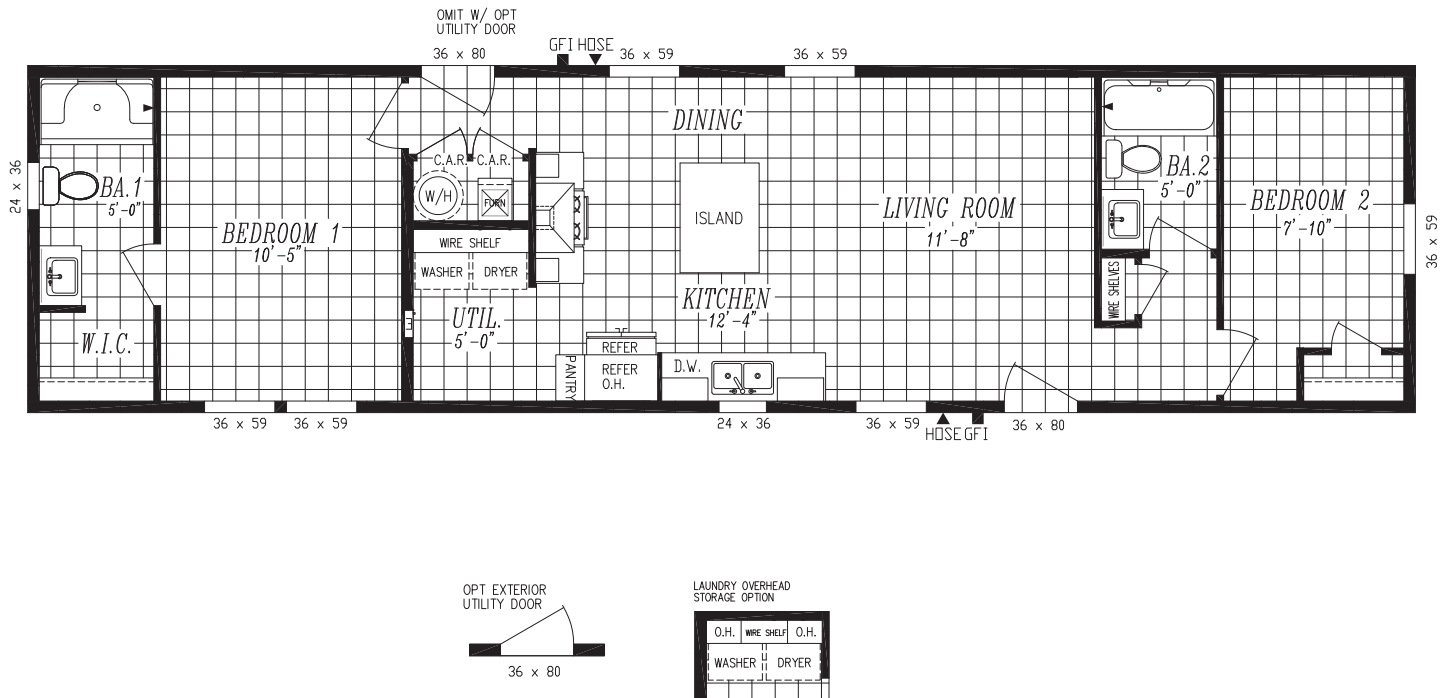 OMIT W/ OPT
UTILITY DOOR
36 x 80
GFI HOSE
36 x 59
36 x 59
24 x 36
BA.1
5'-0"
W.I.C.
BEDROOM 1
10'-5"
C.A.R. C.A.R.
W/H
FURN
WIRE SHELF
WASHER DRYER
UTIL.
5'-0"
E
DINING
ISLAND
KITCHEN
12'-4"
REFER
REFER
O.H.
PANTRY
D.W.
LIVING ROOM
11'-8"
BA.2
5'-0"
WIRE SHELVES
BEDROOM 2
7'-10"
36 x 59
36 x 59
36 x 59
24 x 36
36 x 59
HOSE GFI
36 x 80
OPT EXTERIOR
UTILITY DOOR
36 x 80
LAUNDRY OVERHEAD
STORAGE OPTION
O.H. WIRE SHELF O.H.
WASHER DRYER